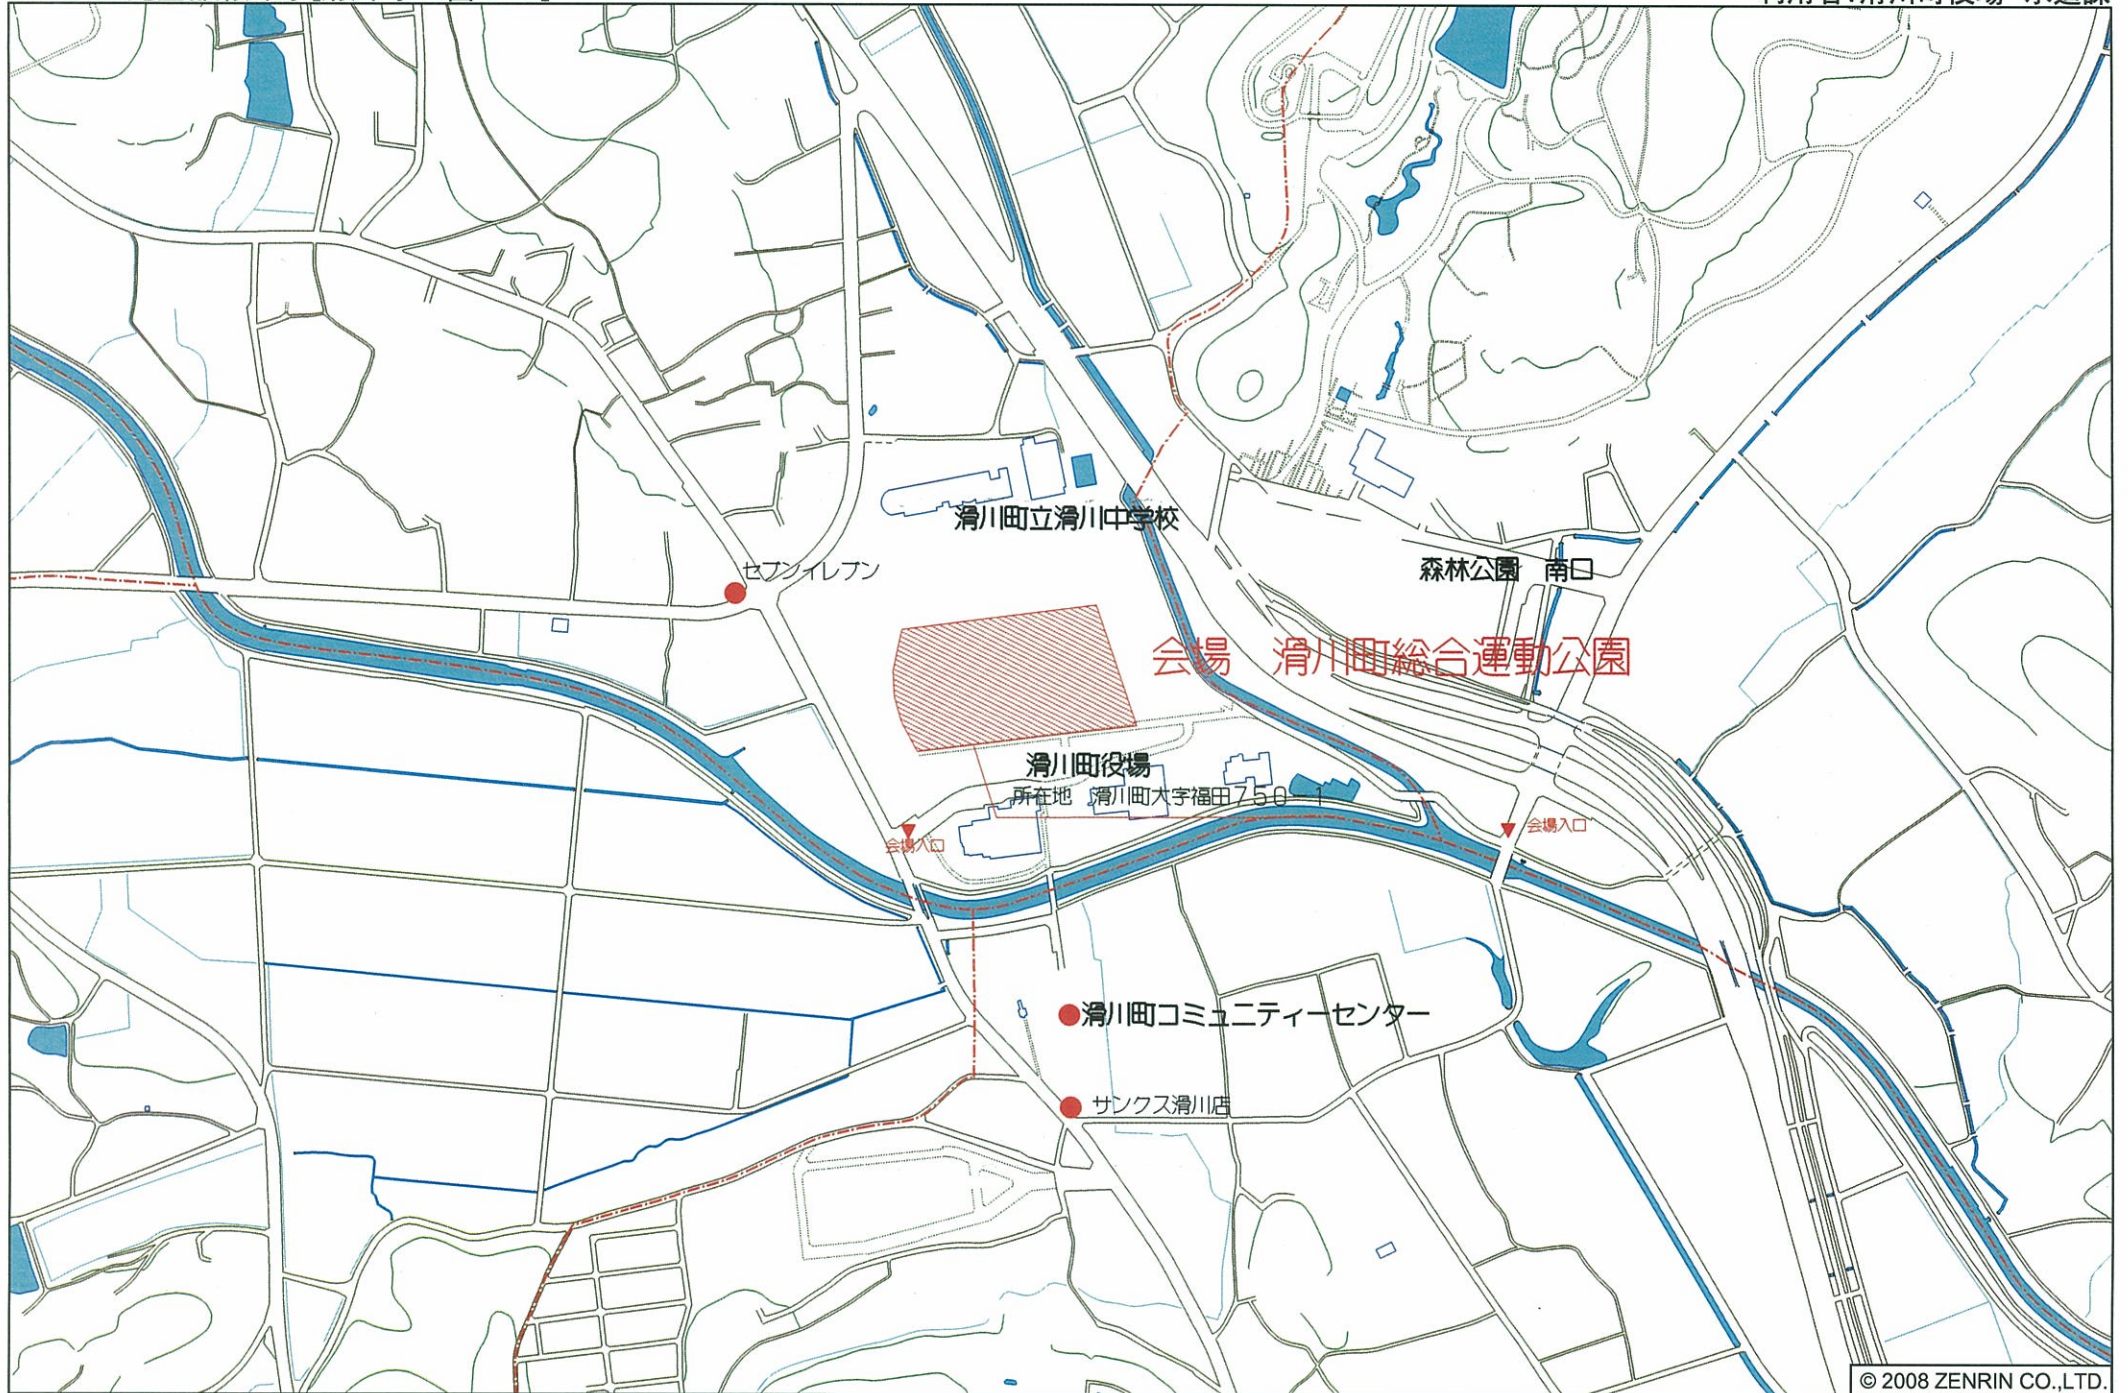 滑川町立滑川中学校
セブンイレブン
森林公園　南口
会場　滑川町総合運動公園
滑川町役場
所在地　滑川町大字福田750-1
会場入口
会場入口
滑川町コミュニティーセンター
サンクス滑川店
© 2008 ZENRIN CO.,LTD.